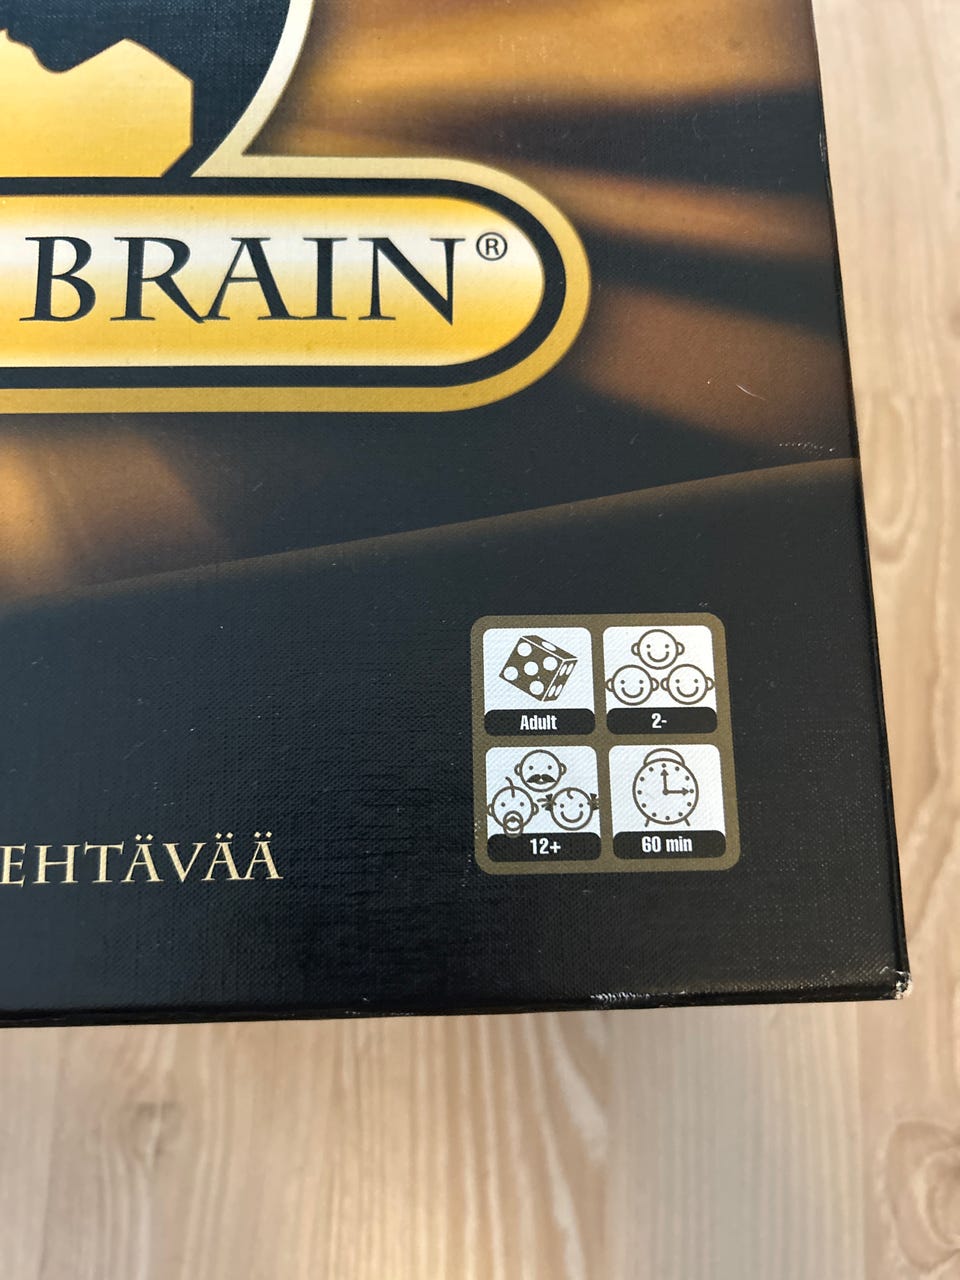 BRAIN®
Adult
2-
12+
60 min
EHTÄVÄÄ